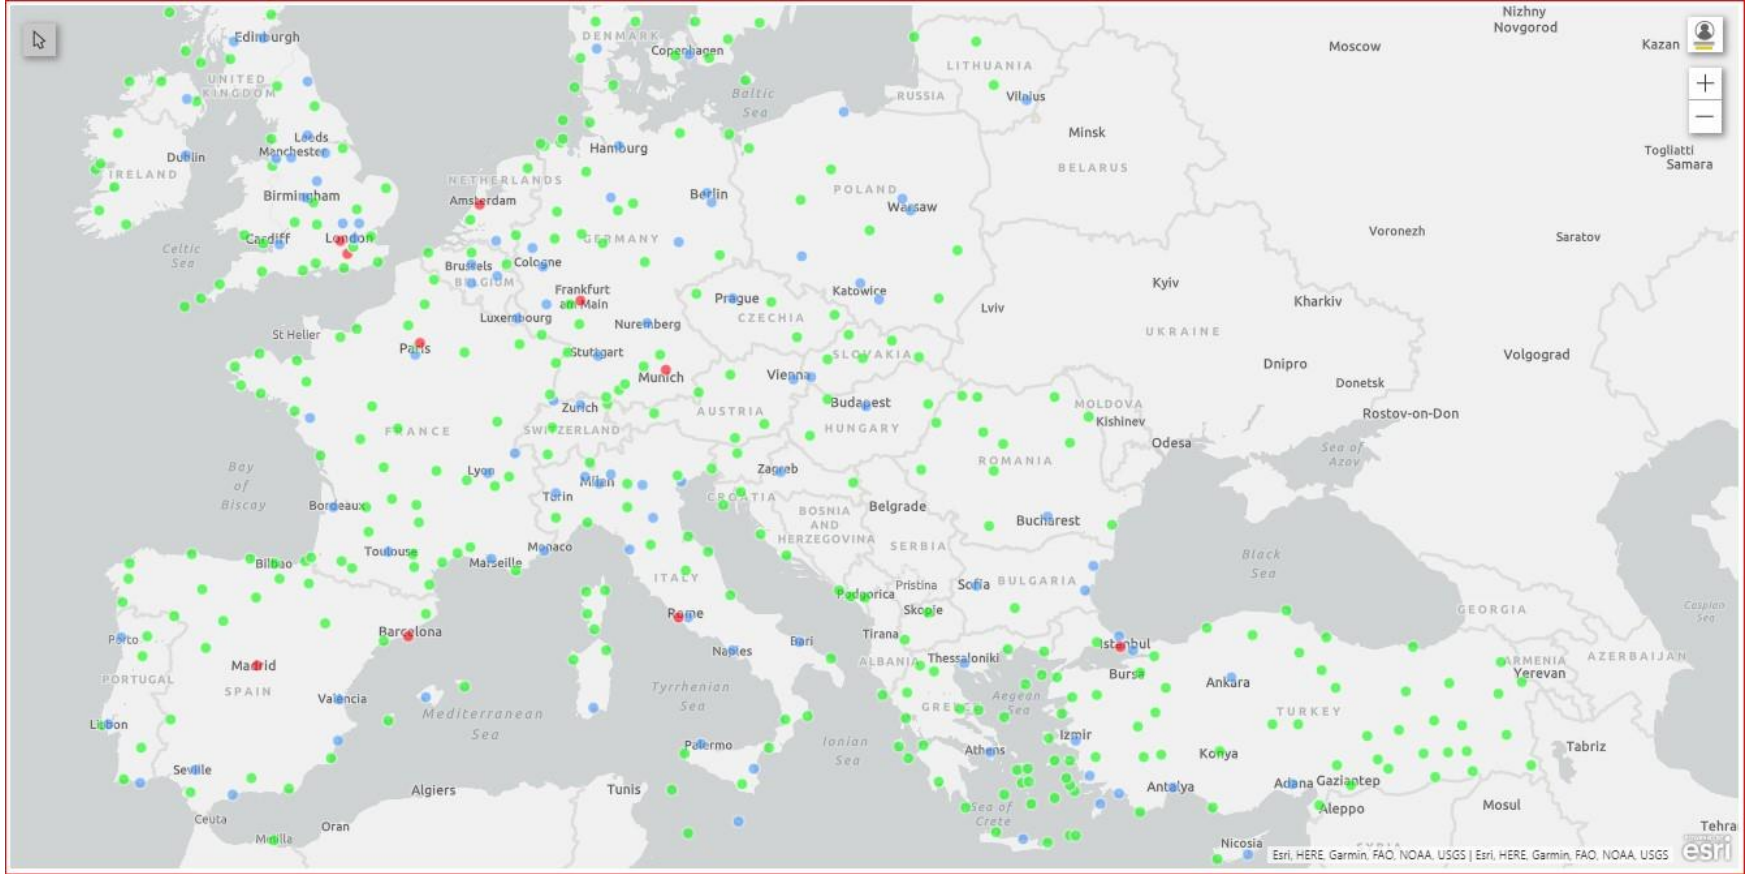 Nizhny
Novgorod
Edinburgh
DENMARK
Copenhagen
Moscow
Kazan
UNITED
KINGDOM
LITHUANIA
Baltic
Sea
RUSSIA
Vilnius
+
−
Leeds
Manchester
Hambourg
Minsk
Dublin
IRELAND
Togliatti
Samara
BELARUS
NETHERLANDS
Amsterdam
Birmingham
Berlin
POLAND
Warsaw
Cardiff
London
GERMANY
Voronezh
Saratov
Celtic
Sea
Brussels
Cologne
BELGIUM
Kyiv
Frankfurt
am Main
Prague
Katowice
Lviv
Kharkiv
Luxembourg
CZECHIA
St Helier
Nuremberg
UKRAINE
Paris
Stuttgart
SLOVAKIA
Volgograd
Dnipro
Munich
Vienna
Donetsk
Zurich
AUSTRIA
Budapest
MOLDOVA
Kishinev
Rostov-on-Don
FRANCE
SWITZERLAND
HUNGARY
Odesa
Sea of
Azov
Bay
of
Biscay
Lyon
Milan
Zagreb
ROMANIA
Turin
CROATIA
Bordeaux
BOSNIA
AND
HERZEGOVINA
Belgrade
Bucharest
SERBIA
Toulouse
Monaco
Marseille
Bilbao
Black
Sea
ITALY
Podgorica
Pristina
Sofia
BULGARIA
Skopje
Rome
GEORGIA
Caspian
Sea
Porto
Barcelona
Bari
Tirana
Istanbul
Naples
ALBANIA
Thessaloniki
Madrid
ARMENIA
Yerevan
AZERBAIJAN
PORTUGAL
SPAIN
Bursa
Ankara
Valencia
Tyrrhenian
Sea
Aegean
Sea
GREECE
TURKEY
Mediterranean
Sea
Lisbon
Palermo
Ionian
Sea
Athens
Izmir
Konya
Tabriz
Seville
Algiers
Tunis
Antalya
Adana
Gaziantep
Aleppo
Mosul
Sea of
Crete
Ceuta
Oran
Melilla
Nicosia
SYRIA
Tehra
Esri, HERE, Garmin, FAO, NOAA, USGS | Esri, HERE, Garmin, FAO, NOAA, USGS
esri